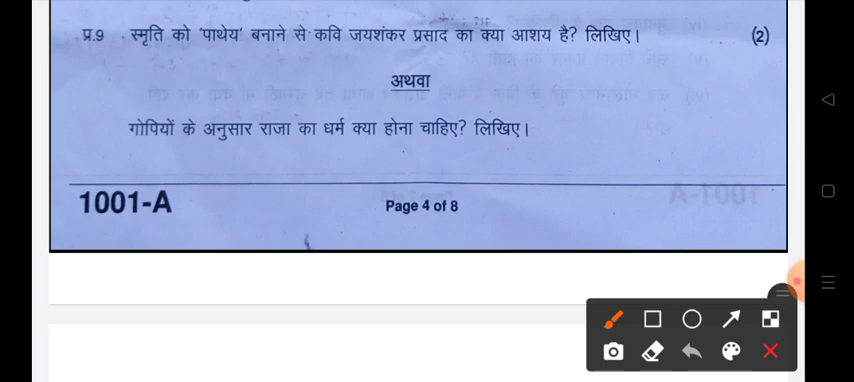 प्र.9 स्मृति को 'पाथेय' बनाने से कवि जयशंकर प्रसाद का क्या आशय है? लिखिए। (2)
अथवा
गोपियों के अनुसार राजा का धर्म क्या होना चाहिए? लिखिए।
1001-A Page 4 of 8